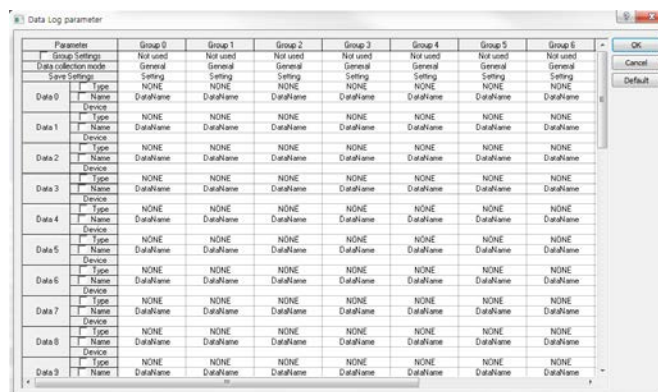 Data Log parameter
Parameter Group 0 Group 1 Group 2 Group 3 Group 4 Group 5 Group 6
Group Settings Not used Not used Not used Not used Not used Not used Not used
Data collection mode General General General General General General General
Save Settings Setting Setting Setting Setting Setting Setting Setting
Data 0 Type NONE NONE NONE NONE NONE NONE NONE
Name DataName DataName DataName DataName DataName DataName DataName
Device
Data 1 Type NONE NONE NONE NONE NONE NONE NONE
Name DataName DataName DataName DataName DataName DataName DataName
Device
Data 2 Type NONE NONE NONE NONE NONE NONE NONE
Name DataName DataName DataName DataName DataName DataName DataName
Device
Data 3 Type NONE NONE NONE NONE NONE NONE NONE
Name DataName DataName DataName DataName DataName DataName DataName
Device
Data 4 Type NONE NONE NONE NONE NONE NONE NONE
Name DataName DataName DataName DataName DataName DataName DataName
Device
Data 5 Type NONE NONE NONE NONE NONE NONE NONE
Name DataName DataName DataName DataName DataName DataName DataName
Device
Data 6 Type NONE NONE NONE NONE NONE NONE NONE
Name DataName DataName DataName DataName DataName DataName DataName
Device
Data 7 Type NONE NONE NONE NONE NONE NONE NONE
Name DataName DataName DataName DataName DataName DataName DataName
Device
Data 8 Type NONE NONE NONE NONE NONE NONE NONE
Name DataName DataName DataName DataName DataName DataName DataName
Device
Data 9 Type NONE NONE NONE NONE NONE NONE NONE
Name DataName DataName DataName DataName DataName DataName DataName
OK
Cancel
Default